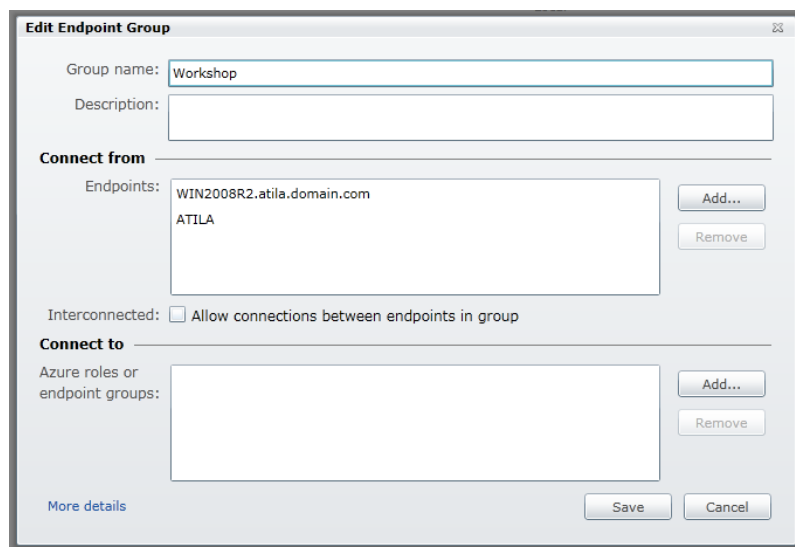 Edit Endpoint Group
Group name: Workshop
Description:
Connect from
Endpoints: WIN2008R2.atila.domain.com
ATILA
Add...
Remove
Interconnected: Allow connections between endpoints in group
Connect to
Azure roles or
endpoint groups:
Add...
Remove
More details
Save
Cancel